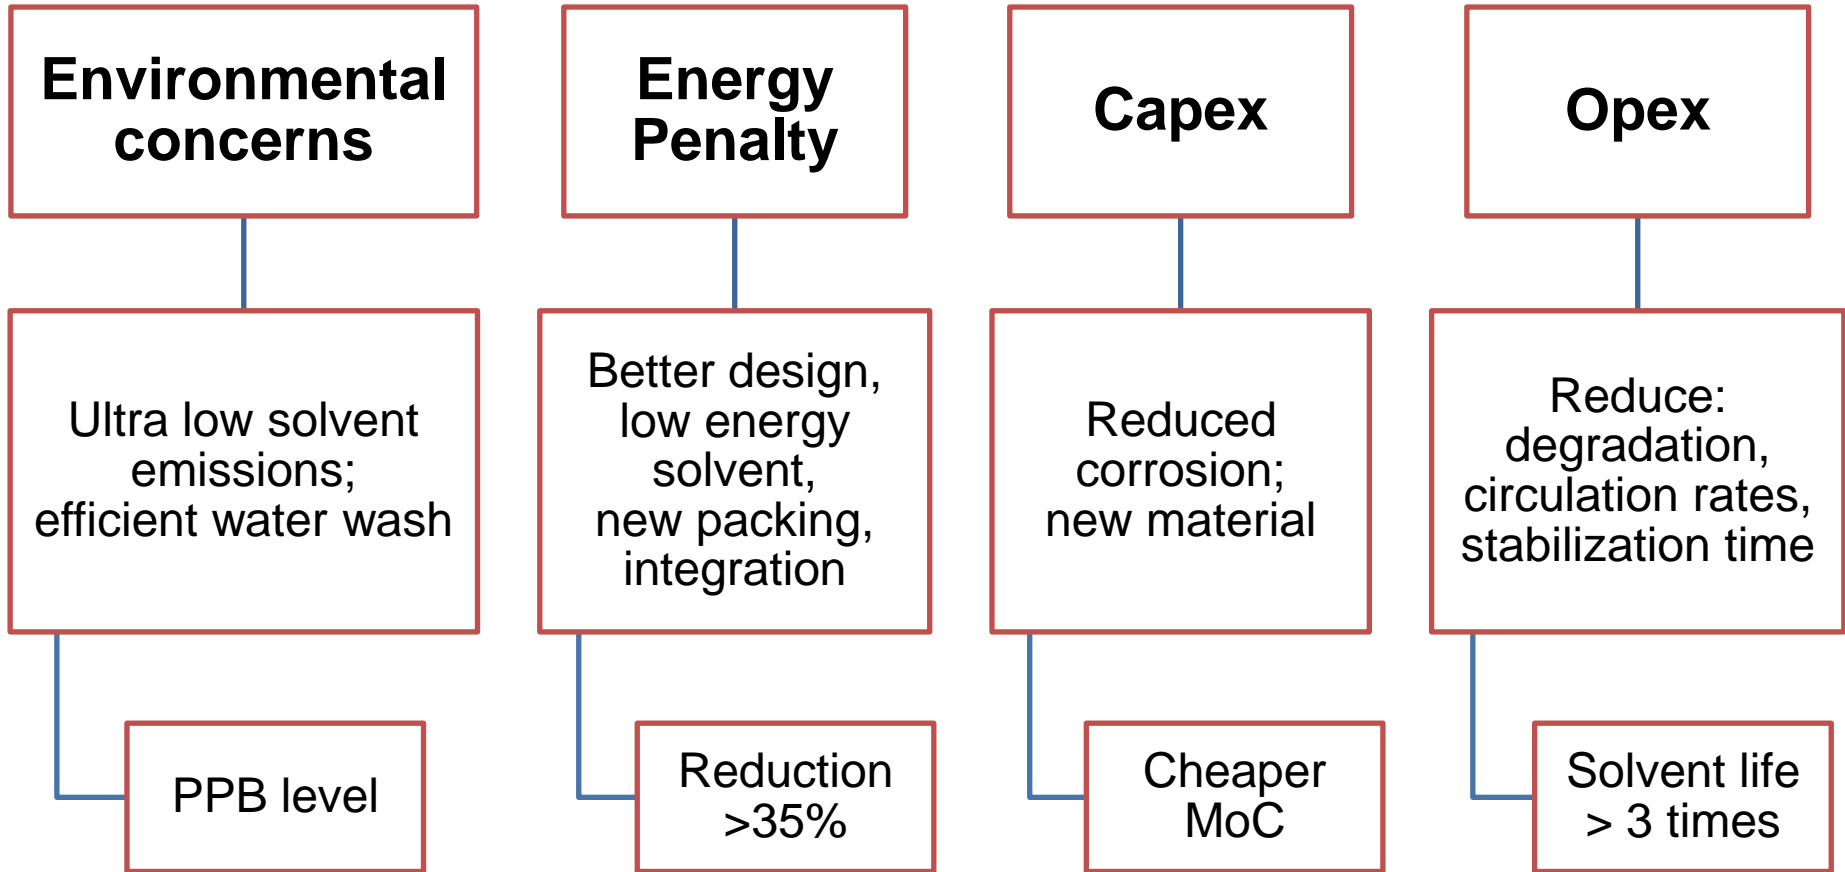 Environmental
concerns
Energy
Penalty
Capex
Opex
Ultra low solvent
emissions;
efficient water wash
Better design,
low energy
solvent,
new packing,
integration
Reduced
corrosion;
new material
Reduce:
degradation,
circulation rates,
stabilization time
PPB level
Reduction
>35%
Cheaper
MoC
Solvent life
> 3 times